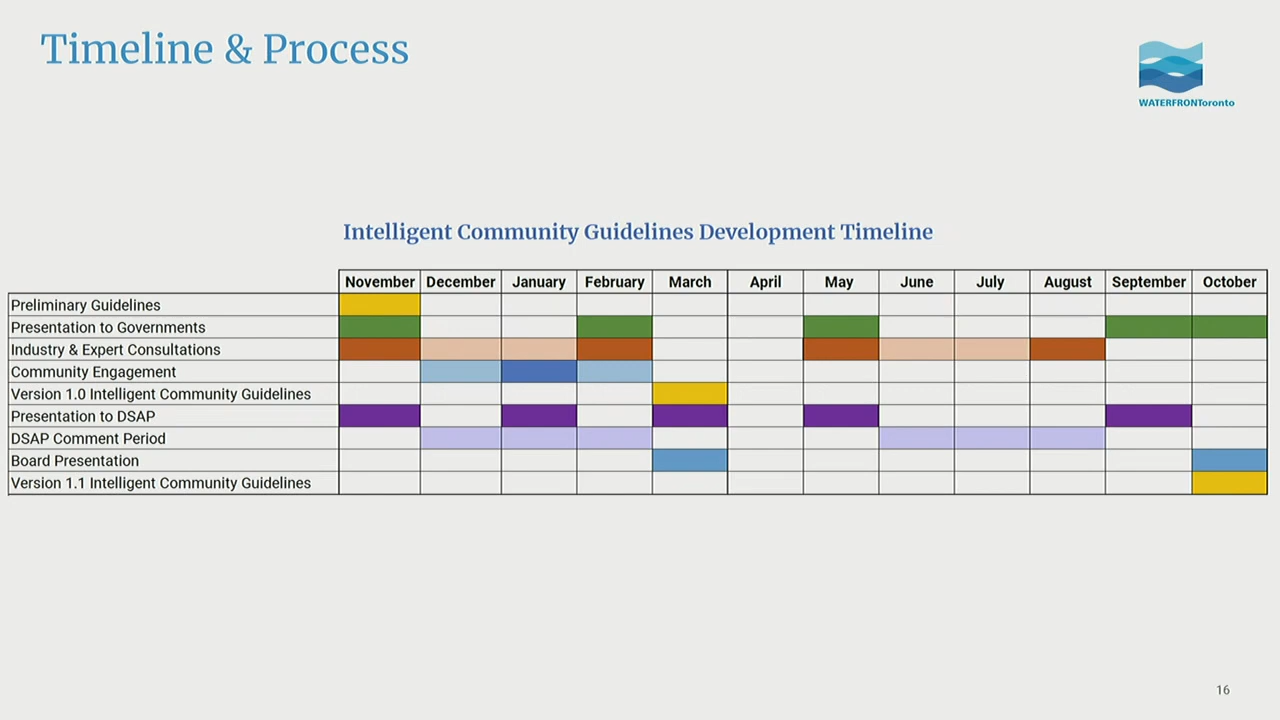 Timeline & Process
WATERFRONToronto
Intelligent Community Guidelines Development Timeline
November December January February March April May June July August September October
Preliminary Guidelines
Presentation to Governments
Industry & Expert Consultations
Community Engagement
Version 1.0 Intelligent Community Guidelines
Presentation to DSAP
DSAP Comment Period
Board Presentation
Version 1.1 Intelligent Community Guidelines
16